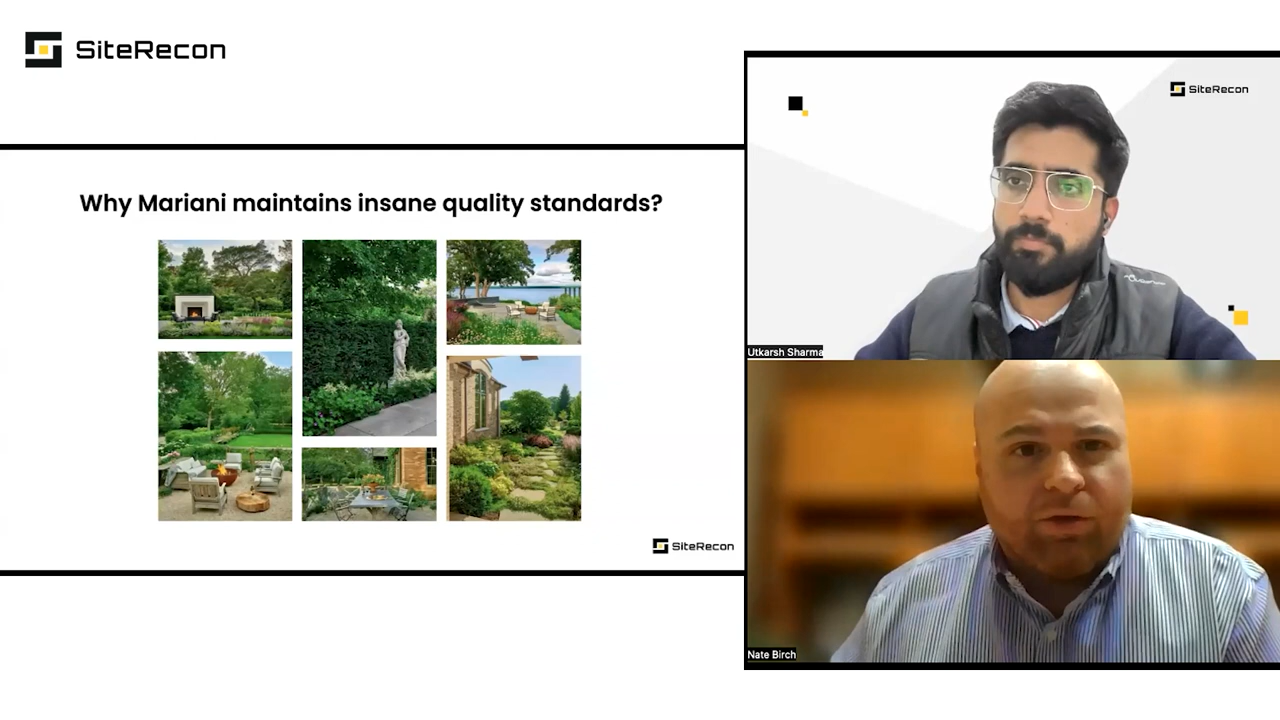 SiteRecon
Why Mariani maintains insane quality standards?
SiteRecon
SiteRecon
Utkarsh Sharma
Nate Birch